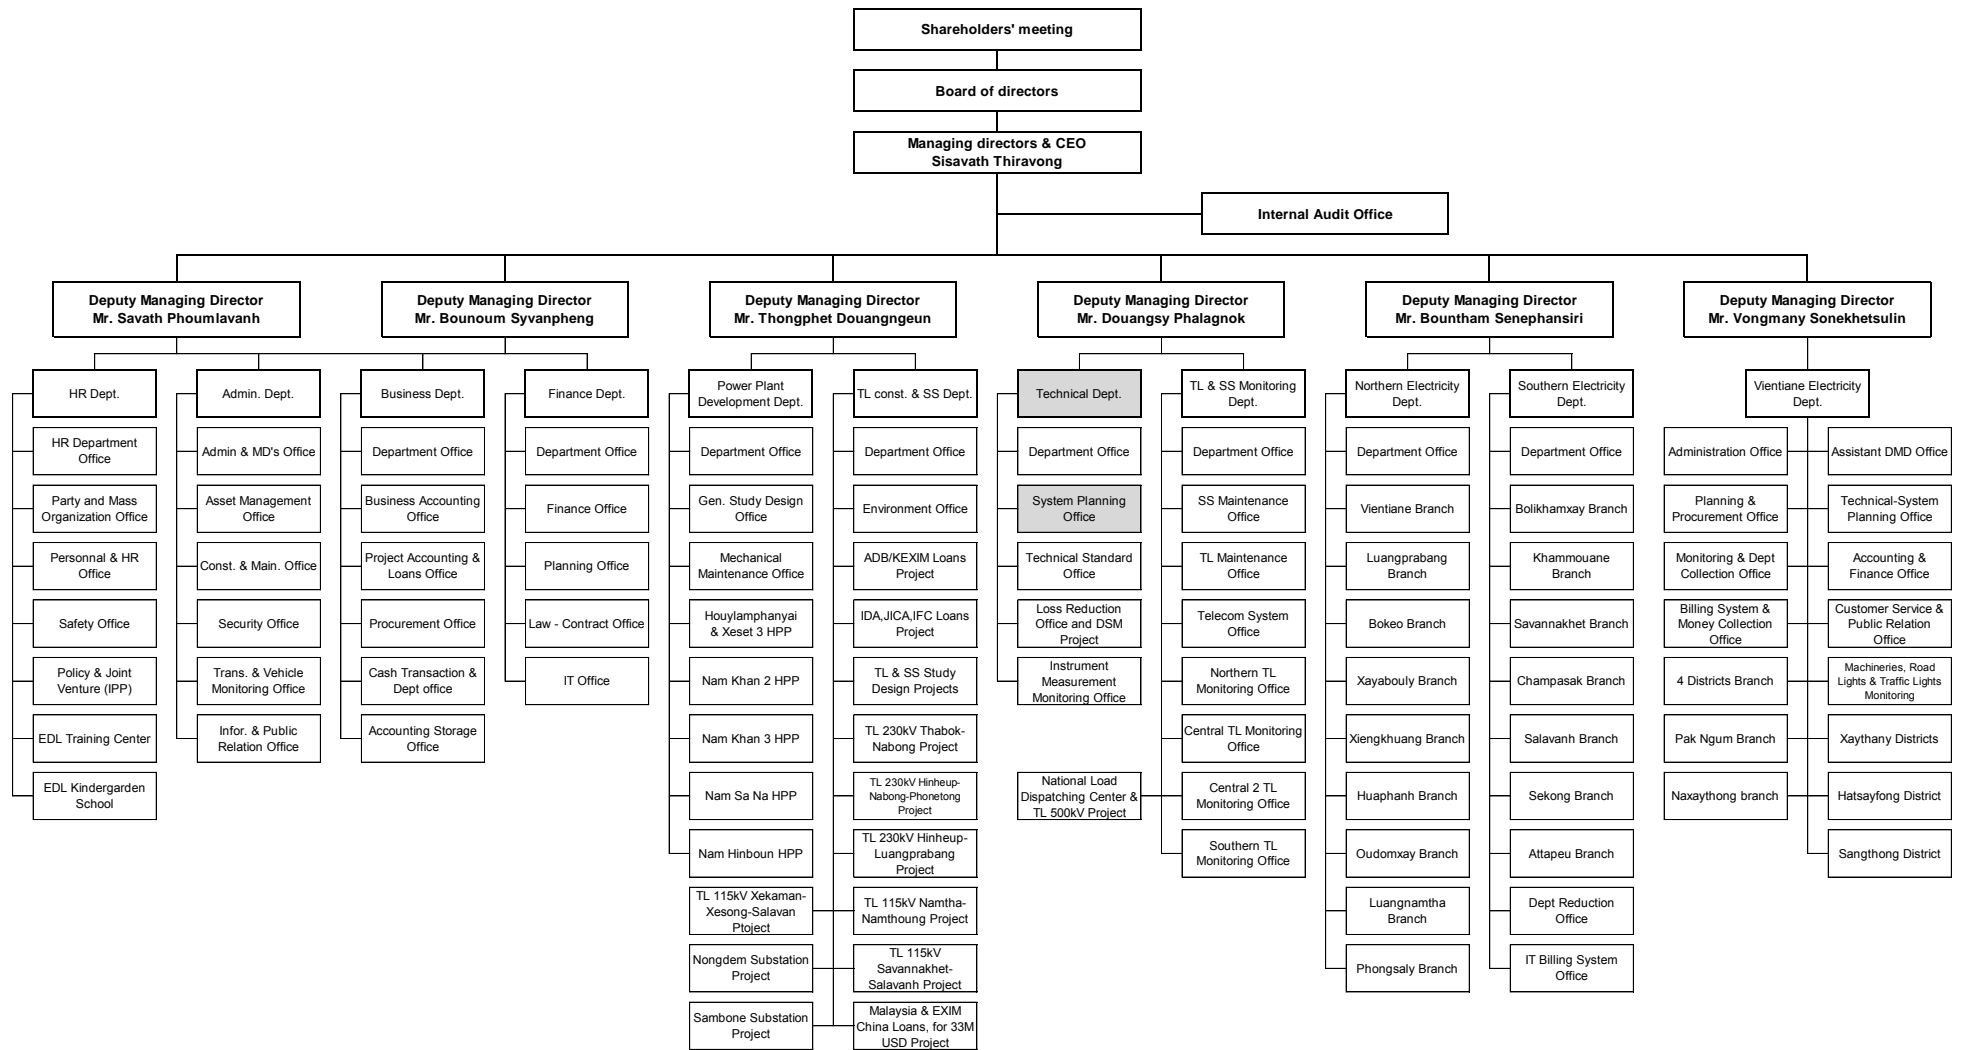 Shareholders' meeting
Board of directors
Managing directors & CEO
Sisavath Thiravong
Internal Audit Office
Deputy Managing Director
Mr. Savath Phoumlavanh
Deputy Managing Director
Mr. Bounoum Syvanpheng
Deputy Managing Director
Mr. Thongphet Douangngeun
Deputy Managing Director
Mr. Douangsy Phalagnok
Deputy Managing Director
Mr. Bountham Senephansiri
Deputy Managing Director
Mr. Vongmany Sonekhetsulin
HR Dept.
HR Department
Office
Party and Mass
Organization Office
Personnal & HR
Office
Safety Office
Policy & Joint
Venture (IPP)
EDL Training Center
EDL Kindergarden
School
Admin. Dept.
Admin & MD's Office
Asset Management
Office
Const. & Main. Office
Security Office
Trans. & Vehicle
Monitoring Office
Infor. & Public
Relation Office
Business Dept.
Department Office
Business Accounting
Office
Project Accounting &
Loans Office
Procurement Office
Cash Transaction &
Dept office
Accounting Storage
Office
Finance Dept.
Department Office
Finance Office
Planning Office
Law - Contract Office
IT Office
Power Plant
Development Dept.
Department Office
Gen. Study Design
Office
Mechanical
Maintenance Office
Houylamphanyai
& Xeset 3 HPP
Nam Khan 2 HPP
Nam Khan 3 HPP
Nam Sa Na HPP
Nam Hinboun HPP
TL 115kV Xekaman-
Xesong-Salavan
Ptoject
Nongdem Substation
Project
Sambone Substation
Project
TL const. & SS Dept.
Department Office
Environment Office
ADB/KEXIM Loans
Project
IDA,JICA,IFC Loans
Project
TL & SS Study
Design Projects
TL 230kV Thabok-
Nabong Project
TL 230kV Hinheup-
Nabong-Phonetong
Project
TL 230kV Hinheup-
Luangprabang
Project
TL 115kV Namtha-
Namthoung Project
TL 115kV
Savannakhet-
Salavanh Project
Malaysia & EXIM
China Loans, for 33M
USD Project
Technical Dept.
Department Office
System Planning
Office
Technical Standard
Office
Loss Reduction
Office and DSM
Project
Instrument
Measurement
Monitoring Office
National Load
Dispatching Center &
TL 500kV Project
TL & SS Monitoring
Dept.
Department Office
SS Maintenance
Office
TL Maintenance
Office
Telecom System
Office
Northern TL
Monitoring Office
Central TL Monitoring
Office
Central 2 TL
Monitoring Office
Southern TL
Monitoring Office
Northern Electricity
Dept.
Department Office
Vientiane Branch
Luangprabang
Branch
Bokeo Branch
Xayabouly Branch
Xiengkhuang Branch
Huaphanh Branch
Oudomxay Branch
Luangnamtha
Branch
Phongsaly Branch
Southern Electricity
Dept.
Department Office
Bolikhamxay Branch
Khammouane
Branch
Savannakhet Branch
Champasak Branch
Salavanh Branch
Sekong Branch
Attapeu Branch
Dept Reduction
Office
IT Billing System
Office
Vientiane Electricity
Dept.
Administration Office
Planning &
Procurement Office
Monitoring & Dept
Collection Office
Billing System &
Money Collection
Office
4 Districts Branch
Pak Ngum Branch
Naxaythong branch
Assistant DMD Office
Technical-System
Planning Office
Accounting &
Finance Office
Customer Service &
Public Relation
Office
Machineries, Road
Lights & Traffic Lights
Monitoring
Xaythany Districts
Hatsayfong District
Sangthong District